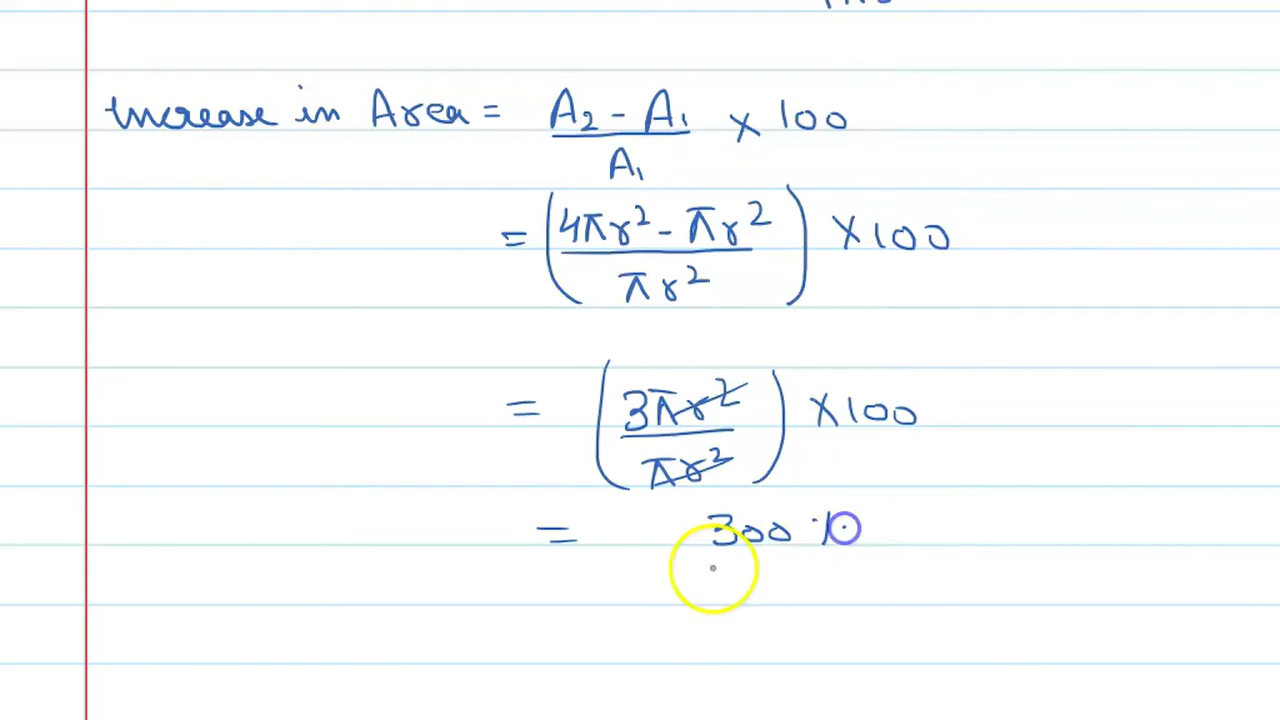 Increase in Area = A₂ - A₁ / A₁ × 100
= (4πr² - πr² / πr²) × 100
= (3πr² / πr²) × 100
= 300 %